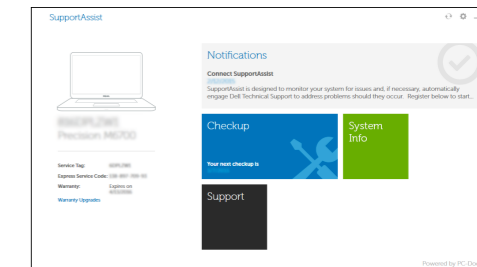 SupportAssist
Notifications
Connect SupportAssist
SupportAssist is designed to monitor your system for issues and, if necessary, automatically
engage Dell Technical Support to address problems should they occur. Register below to start...
Precision M6700
Checkup
System
Info
Your next checkup is
Service Tag:
Express Service Code:
Warranty:
Expires on
Warranty Upgrades
Support
Powered by PC-Doc